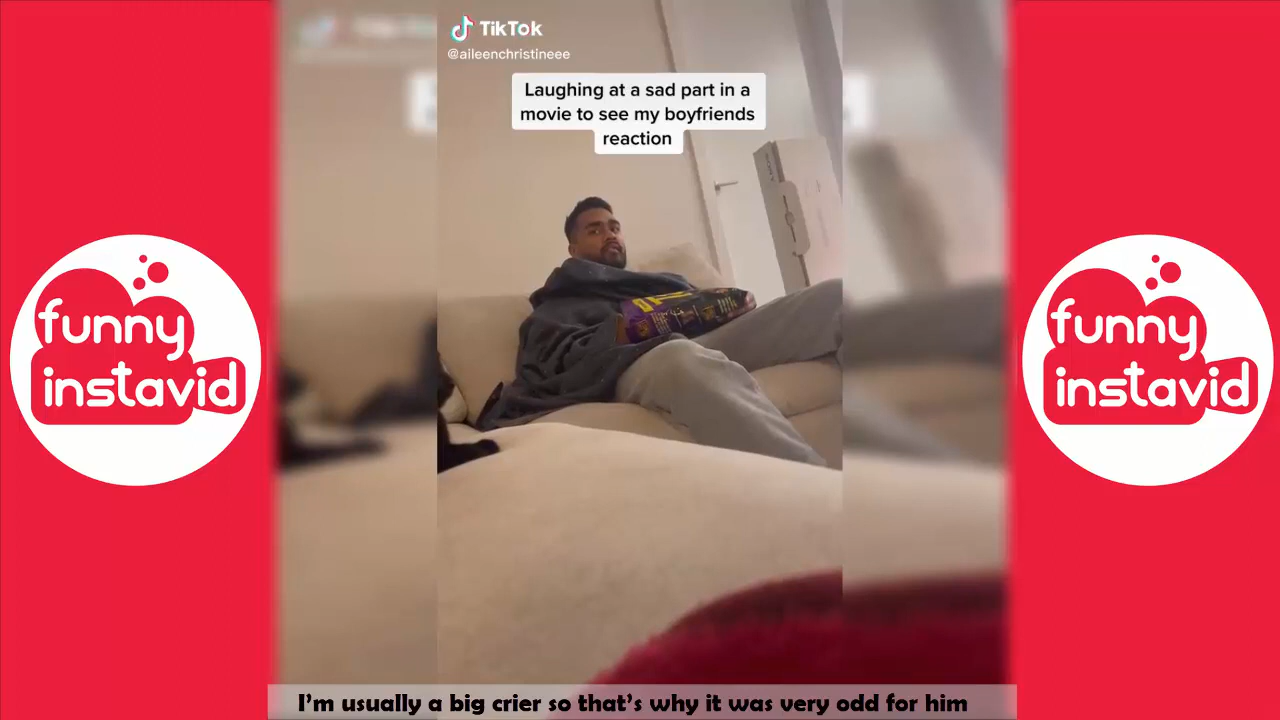 TikTok
@aileenchristineee
Laughing at a sad part in a
movie to see my boyfriends
reaction
SONY
funny
instavid
funny
instavid
I'm usually a big crier so that's why it was very odd for him